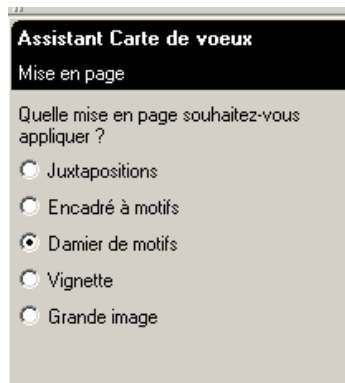 Assistant Carte de voeux
Mise en page
Quelle mise en page souhaitez-vous
appliquer ?
Juxtapositions
Encadré à motifs
Damier de motifs
Vignette
Grande image